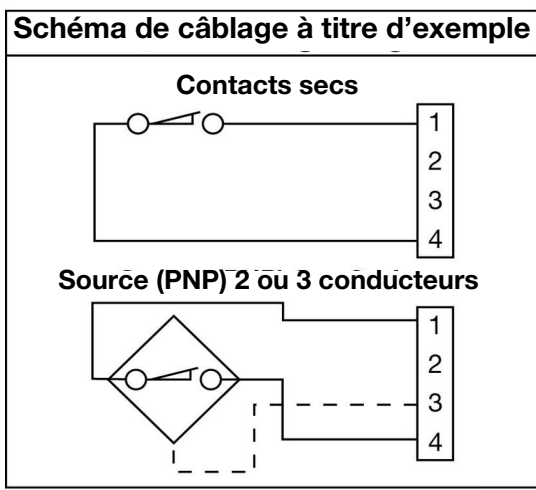 Schéma de câblage à titre d’exemple
Contacts secs
1
2
3
4
Source (PNP) 2 ou 3 conducteurs
1
2
3
4